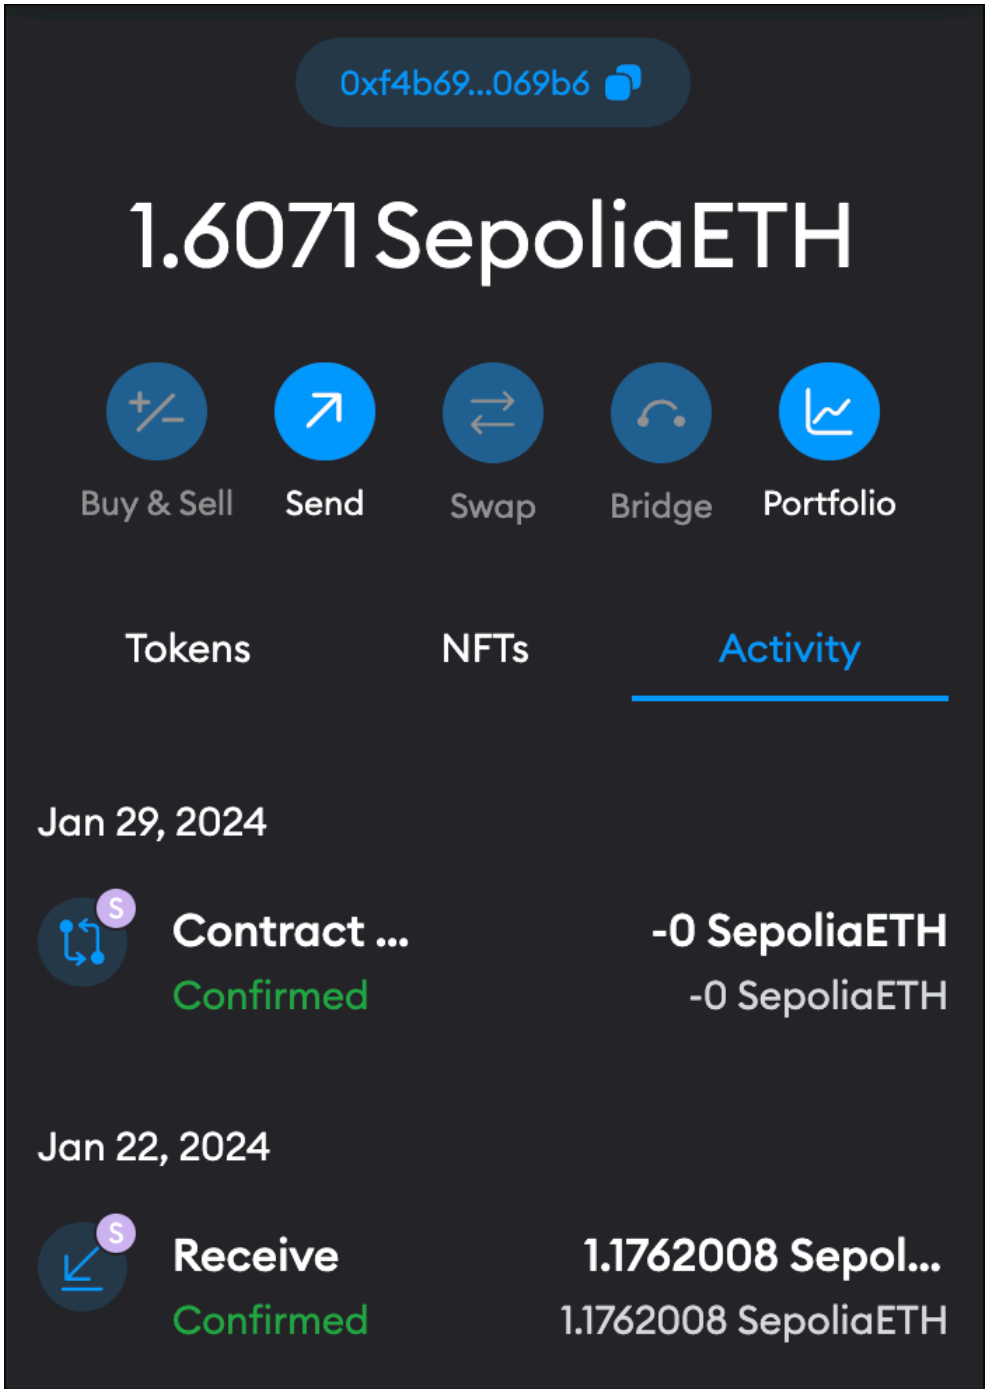 0xf4b69...069b6
1.6071 SepoliaETH
Buy & Sell Send Swap Bridge Portfolio
Tokens NFTs Activity
Jan 29, 2024
S
Contract ... -0 SepoliaETH
Confirmed -0 SepoliaETH
Jan 22, 2024
S
Receive 1.1762008 Sepol...
Confirmed 1.1762008 SepoliaETH